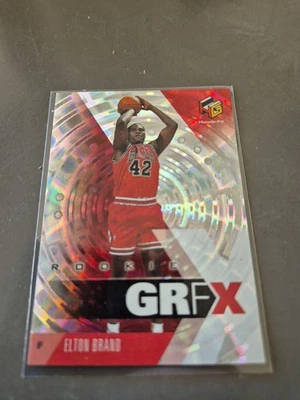 42
ROOKIE
GRFX
ELTON BRAND